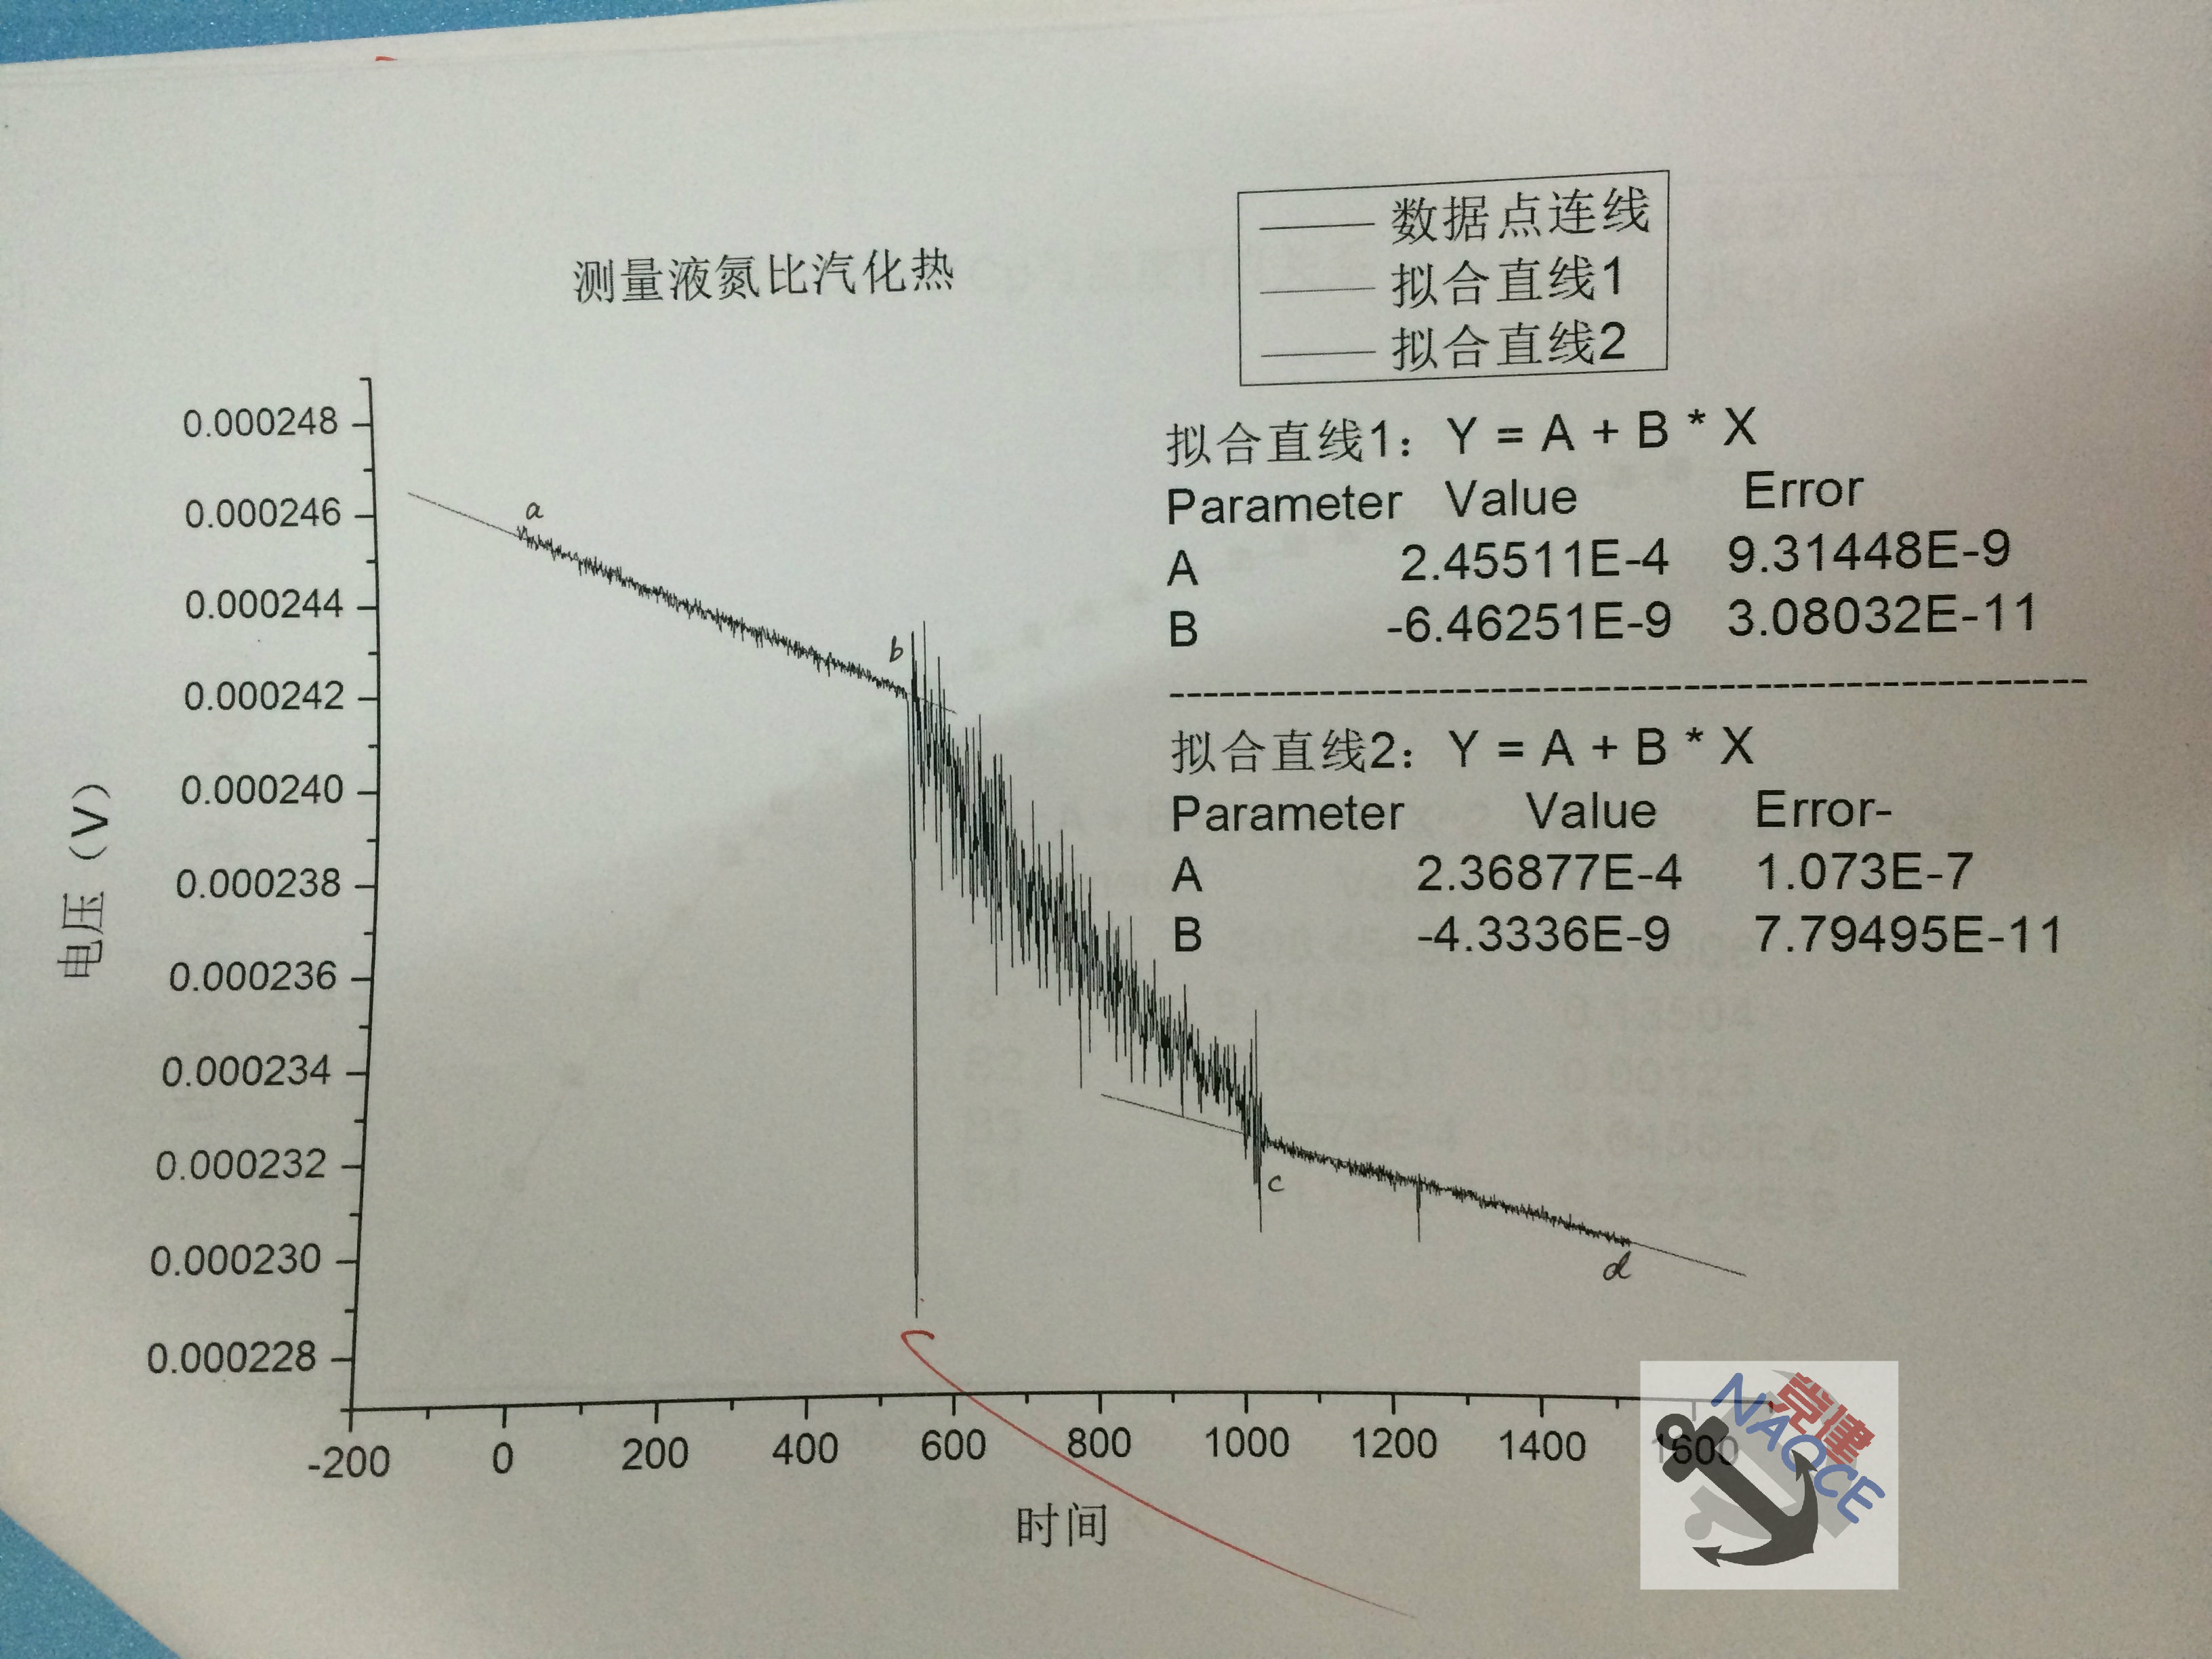 测量液氮比汽化热
数据点连线
拟合直线1
拟合直线2
拟合直线1： Y = A + B * X
Parameter Value Error
A 2.45511E-4 9.31448E-9
B -6.46251E-9 3.08032E-11
--------------------------------------------------
拟合直线2： Y = A + B * X
Parameter Value Error-
A 2.36877E-4 1.073E-7
B -4.3336E-9 7.79495E-11
电压（V）
0.000248
0.000246
0.000244
0.000242
0.000240
0.000238
0.000236
0.000234
0.000232
0.000230
0.000228
a
b
c
d
-200 0 200 400 600 800 1000 1200 1400 1600
时间
党建
NAOCE